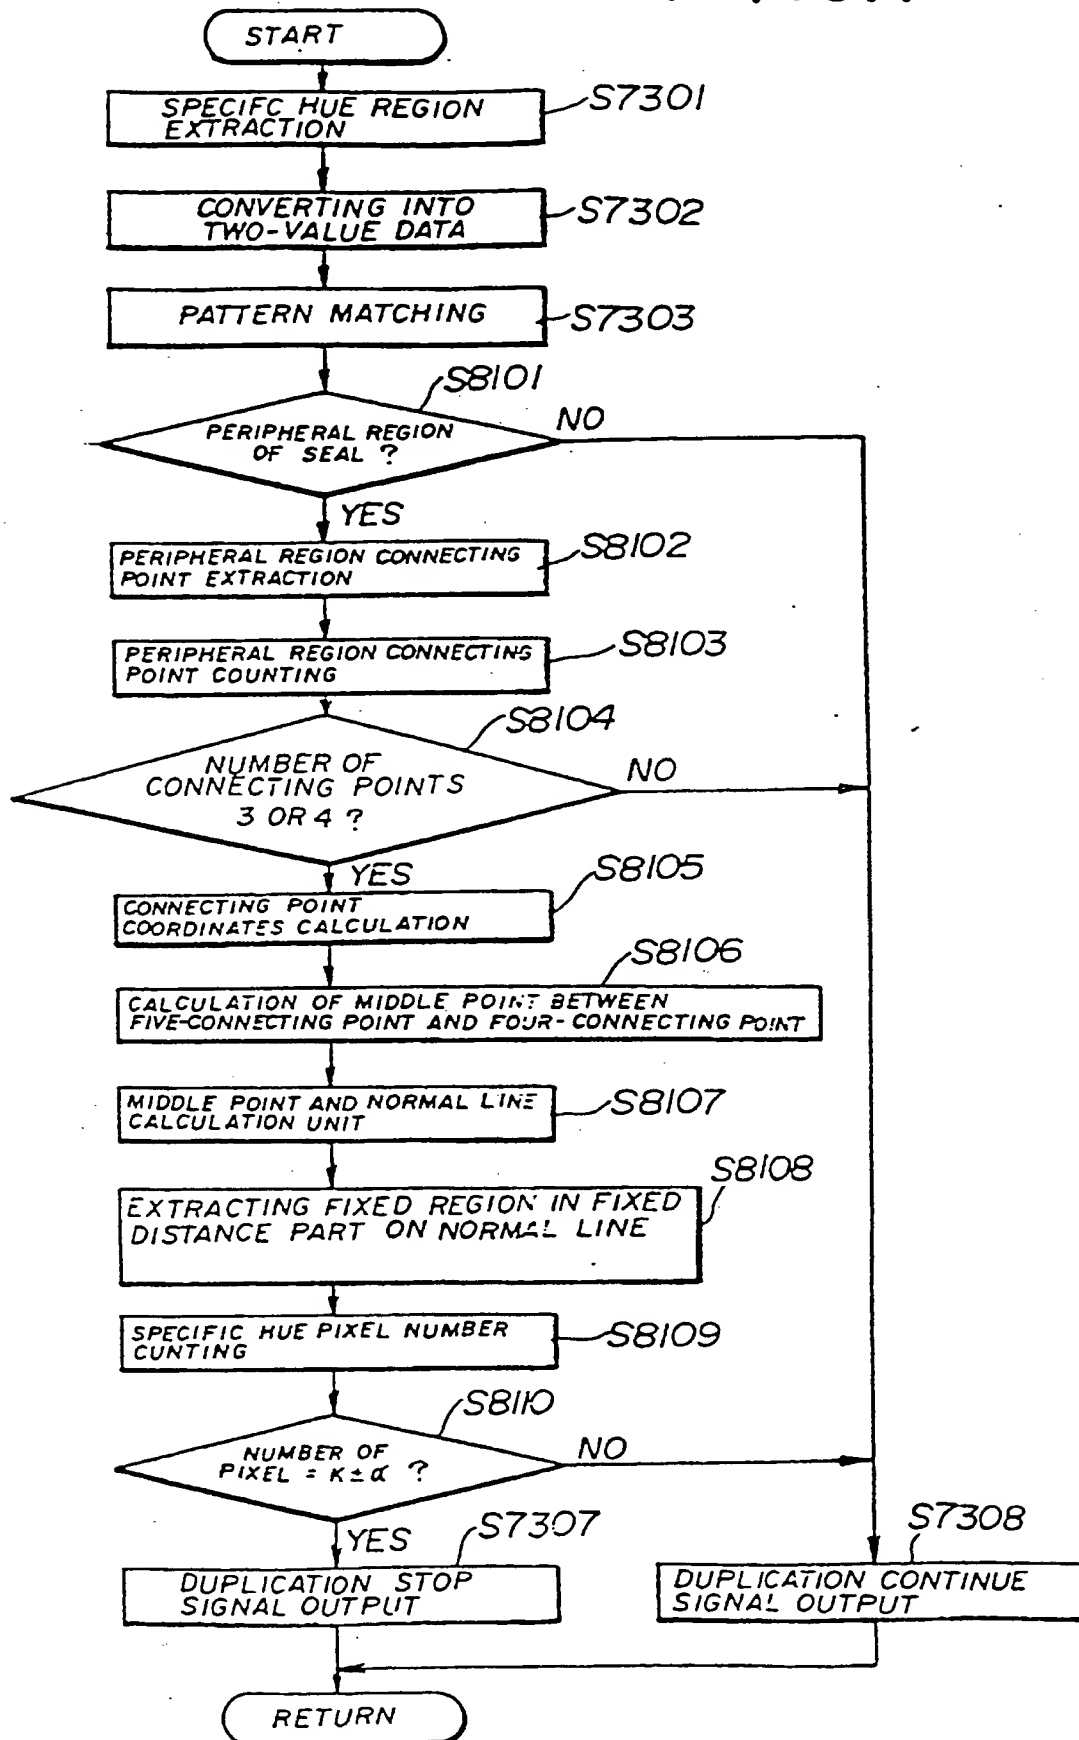 START
SPECIFC HUE REGION
EXTRACTION
S7301
CONVERTING INTO
TWO-VALUE DATA
S7302
PATTERN MATCHING
S7303
S8101
PERIPHERAL REGION
OF SEAL ?
NO
YES
PERIPHERAL REGION CONNECTING
POINT EXTRACTION
S8102
PERIPHERAL REGION CONNECTING
POINT COUNTING
S8103
S8104
NUMBER OF
CONNECTING POINTS
3 OR 4 ?
NO
YES
CONNECTING POINT
COORDINATES CALCULATION
S8105
S8106
CALCULATION OF MIDDLE POINT BETWEEN
FIVE-CONNECTING POINT AND FOUR-CONNECTING POINT
MIDDLE POINT AND NORMAL LINE
CALCULATION UNIT
S8107
S8108
EXTRACTING FIXED REGION IN FIXED
DISTANCE PART ON NORMAL LINE
SPECIFIC HUE PIXEL NUMBER
CUNTING
S8109
S8110
NUMBER OF
PIXEL = K ± α ?
NO
YES
S7307
DUPLICATION STOP
SIGNAL OUTPUT
S7308
DUPLICATION CONTINUE
SIGNAL OUTPUT
RETURN